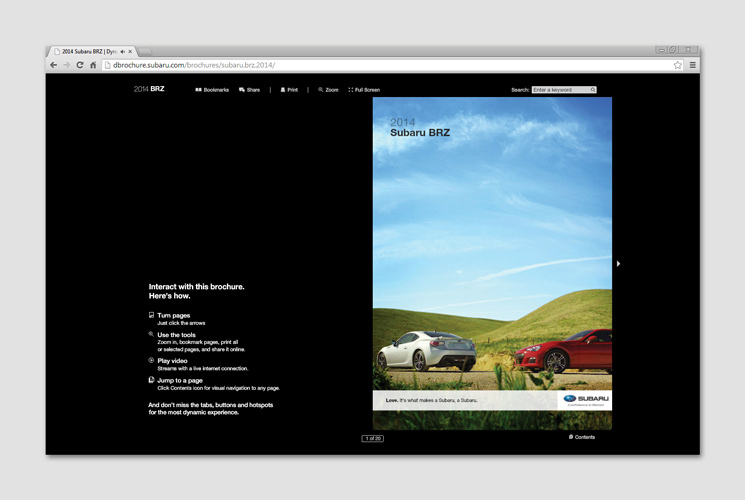 2014 Subaru BRZ | Dyn
dbrochure.subaru.com/brochures/subaru.brz.2014/
2014 BRZ
Bookmarks
Share
Print
Zoom
Full Screen
Search:
Enter a keyword
2014
Subaru BRZ
Interact with this brochure.
Here's how.
Turn pages
Just click the arrows
Use the tools
Zoom in, bookmark pages, print all
or selected pages, and share it online.
Play video
Streams with a live internet connection.
Jump to a page
Click Contents icon for visual navigation to any page.
And don't miss the tabs, buttons and hotspots
for the most dynamic experience.
Love. It's what makes a Subaru, a Subaru.
SUBARU
1 of 20
Contents